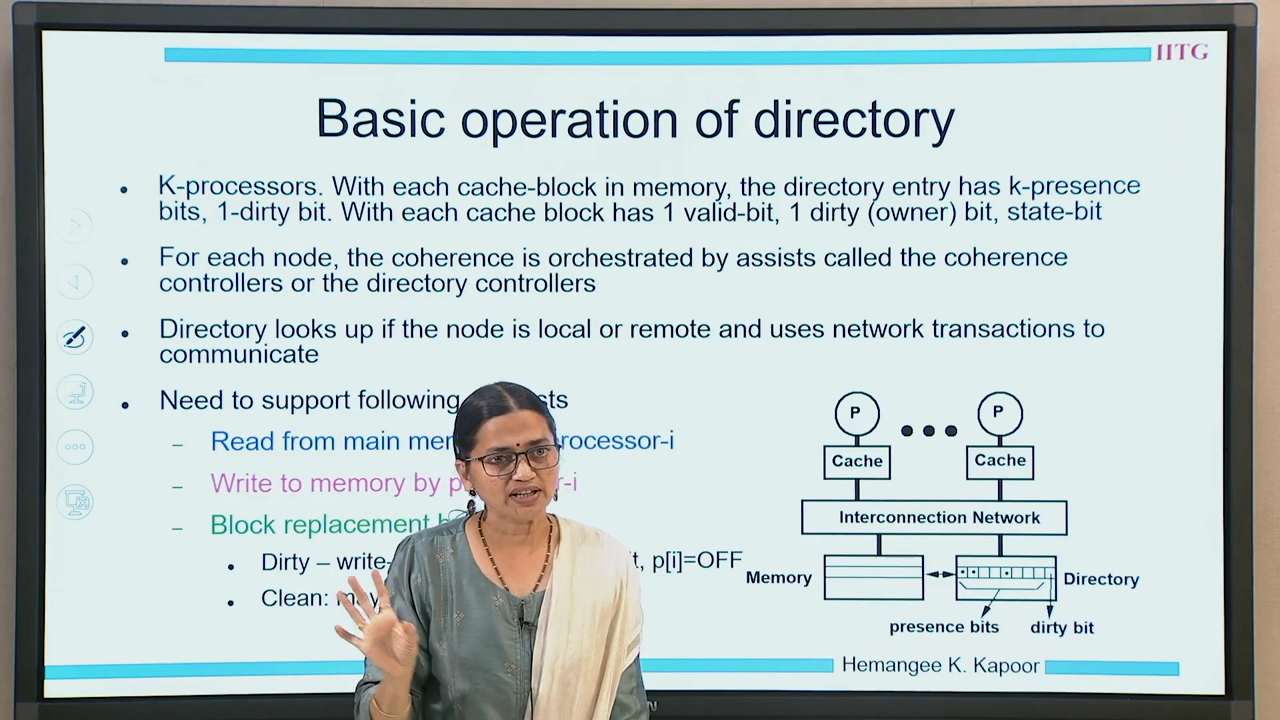 IITG
Basic operation of directory
K-processors. With each cache-block in memory, the directory entry has k-presence
bits, 1-dirty bit. With each cache block has 1 valid-bit, 1 dirty (owner) bit, state-bit
For each node, the coherence is orchestrated by assists called the coherence
controllers or the directory controllers
Directory looks up if the node is local or remote and uses network transactions to
communicate
Need to support following
– Read from main
– Write to memory by
– Block replacement
Dirty – write- p[i]=OFF
Clean:
P
P
Cache
Cache
Interconnection Network
Memory
Directory
presence bits
dirty bit
Hemangee K. Kapoor